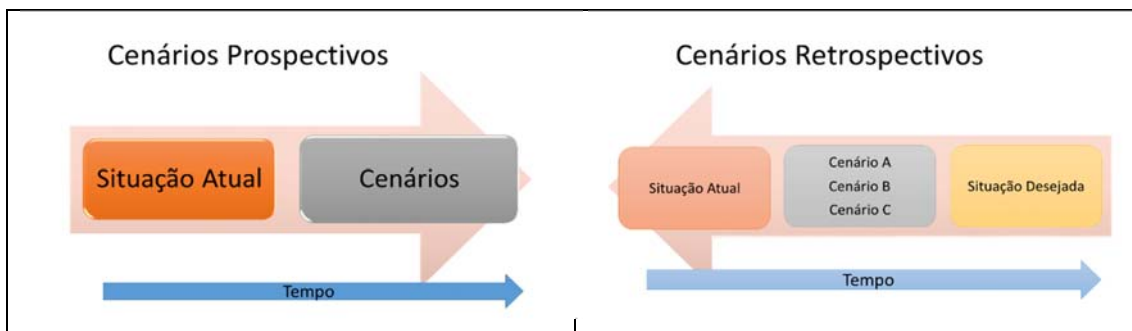 Cenários Prospectivos
Situação Atual
Cenários
Tempo
Cenários Retrospectivos
Situação Atual
Cenário A
Cenário B
Cenário C
Situação Desejada
Tempo